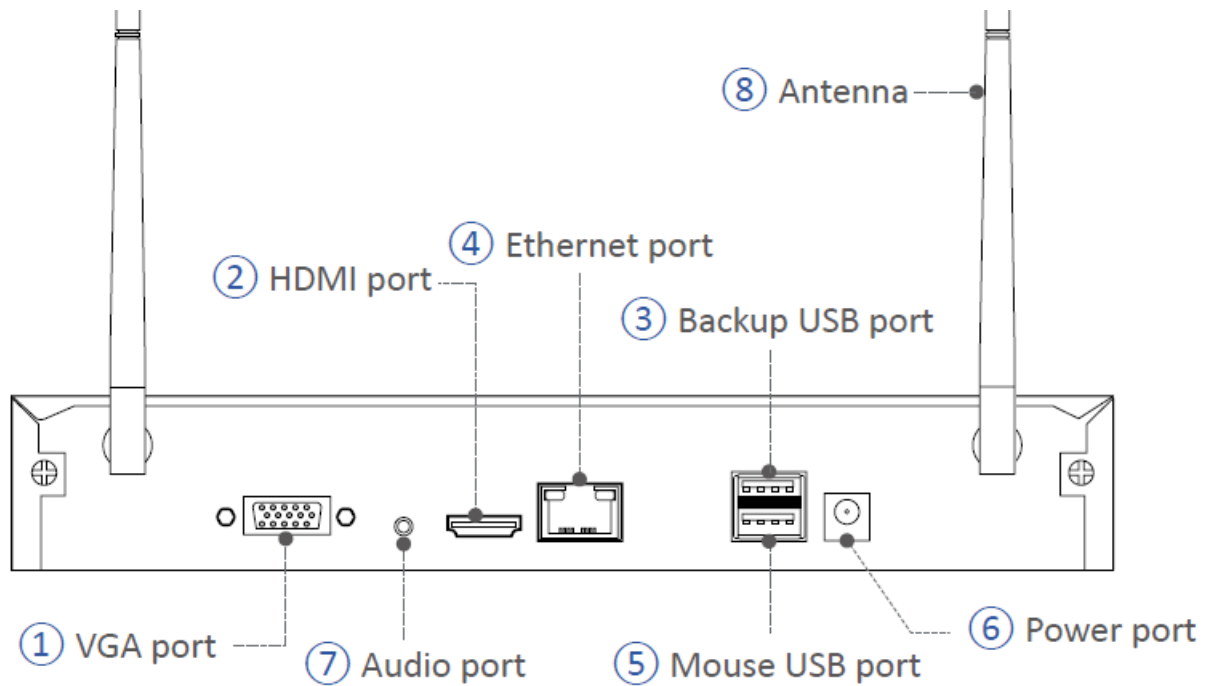 ⑧ Antenna
④ Ethernet port
② HDMI port
③ Backup USB port
⑥ Power port
① VGA port
⑦ Audio port
⑤ Mouse USB port